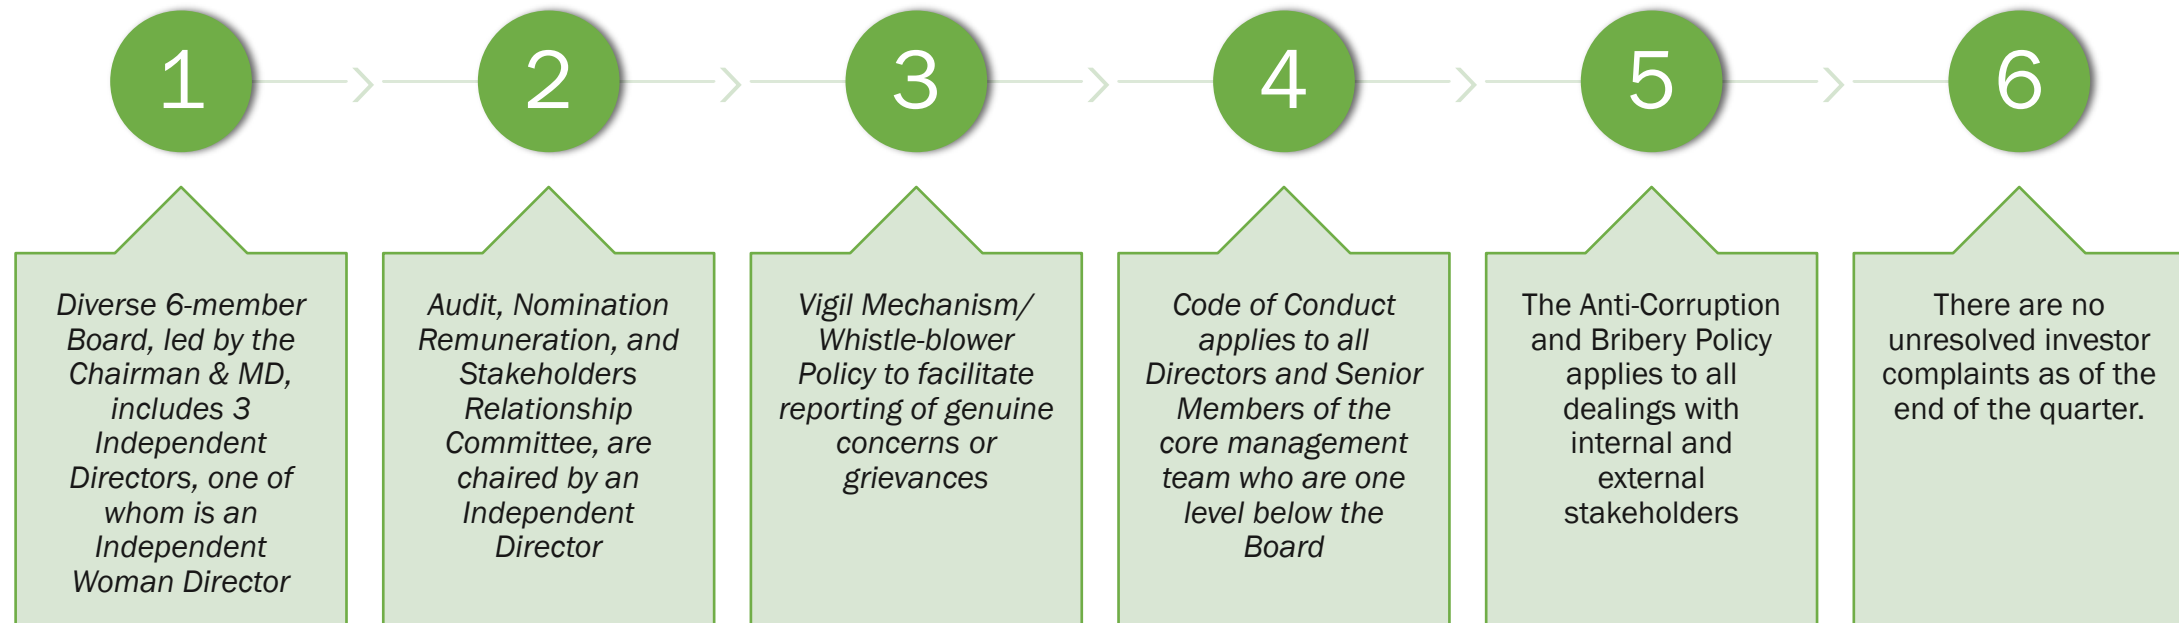 1
2
3
4
5
6
Diverse 6-member
Board, led by the
Chairman & MD,
includes 3
Independent
Directors, one of
whom is an
Independent
Woman Director
Audit, Nomination
Remuneration, and
Stakeholders
Relationship
Committee, are
chaired by an
Independent
Director
Vigil Mechanism/
Whistle-blower
Policy to facilitate
reporting of genuine
concerns or
grievances
Code of Conduct
applies to all
Directors and Senior
Members of the
core management
team who are one
level below the
Board
The Anti-Corruption
and Bribery Policy
applies to all
dealings with
internal and
external
stakeholders
There are no
unresolved investor
complaints as of the
end of the quarter.